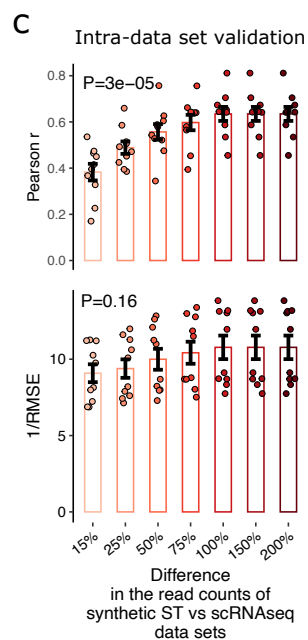 C
Intra-data set validation
P=3e-05
Pearson r
0.8
0.6
0.4
0.2
0.0
P=0.16
1/RMSE
10
5
0
15% 25% 50% 75% 100% 150% 200%
Difference
in the read counts of
synthetic ST vs scRNAseq
data sets